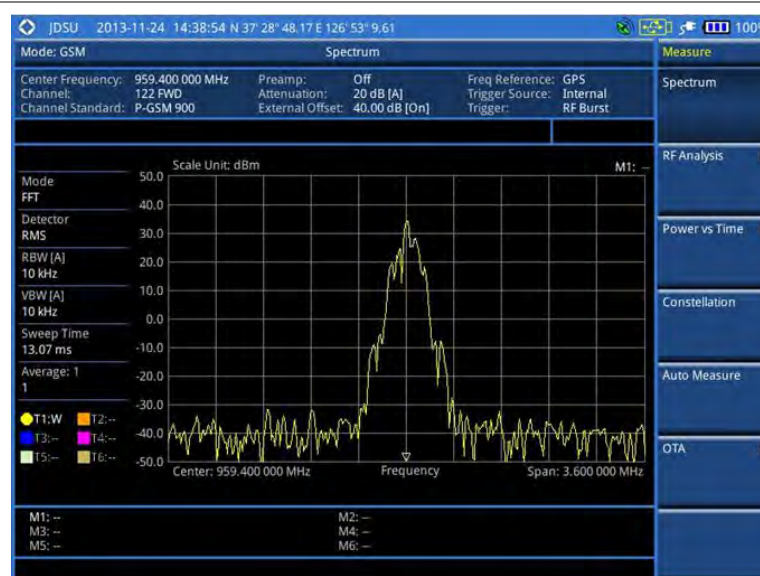 JDSU 2013-11-24 14:38:54 N 37' 28" 48.17 E 126' 53" 9.61 100%
Mode: GSM Spectrum Measure
Center Frequency: 959.400 000 MHz Preamp: Off Freq Reference: GPS
Channel: 122 FWD Attenuation: 20 dB [A] Trigger Source: Internal
Channel Standard: P-GSM 900 External Offset: 40.00 dB [On] Trigger: RF Burst
Spectrum
RF Analysis
Power vs Time
Constellation
Auto Measure
OTA
Mode
FFT
Detector
RMS
RBW [A]
10 kHz
VBW [A]
10 kHz
Sweep Time
13.07 ms
Average: 1
1
T1:W T2:--
T3:-- T4:--
T5:-- T6:--
Scale Unit: dBm M1: --
50.0
40.0
30.0
20.0
10.0
0.0
-10.0
-20.0
-30.0
-40.0
-50.0
Center: 959.400 000 MHz Frequency Span: 3.600 000 MHz
M1: -- M2: --
M3: -- M4: --
M5: -- M6: --